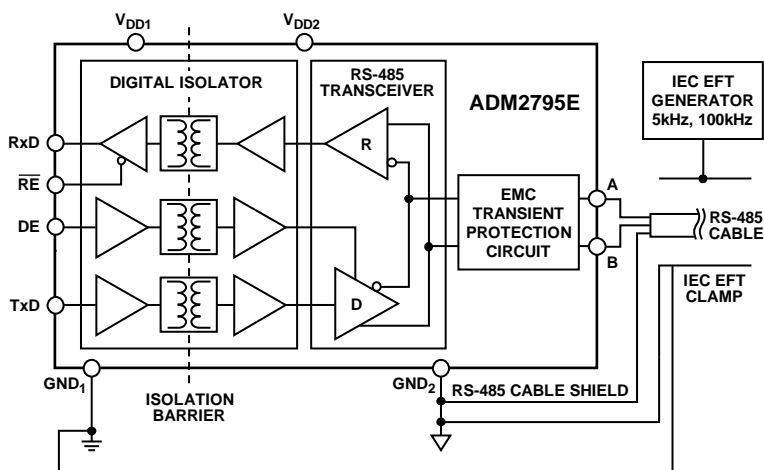 VDD1
VDD2
DIGITAL ISOLATOR
RS-485
TRANSCEIVER
ADM2795E
IEC EFT
GENERATOR
5kHz, 100kHz
RxD
RE
DE
TxD
R
D
EMC
TRANSIENT
PROTECTION
CIRCUIT
A
B
RS-485
CABLE
IEC EFT
CLAMP
GND1
ISOLATION
BARRIER
GND2
RS-485 CABLE SHIELD